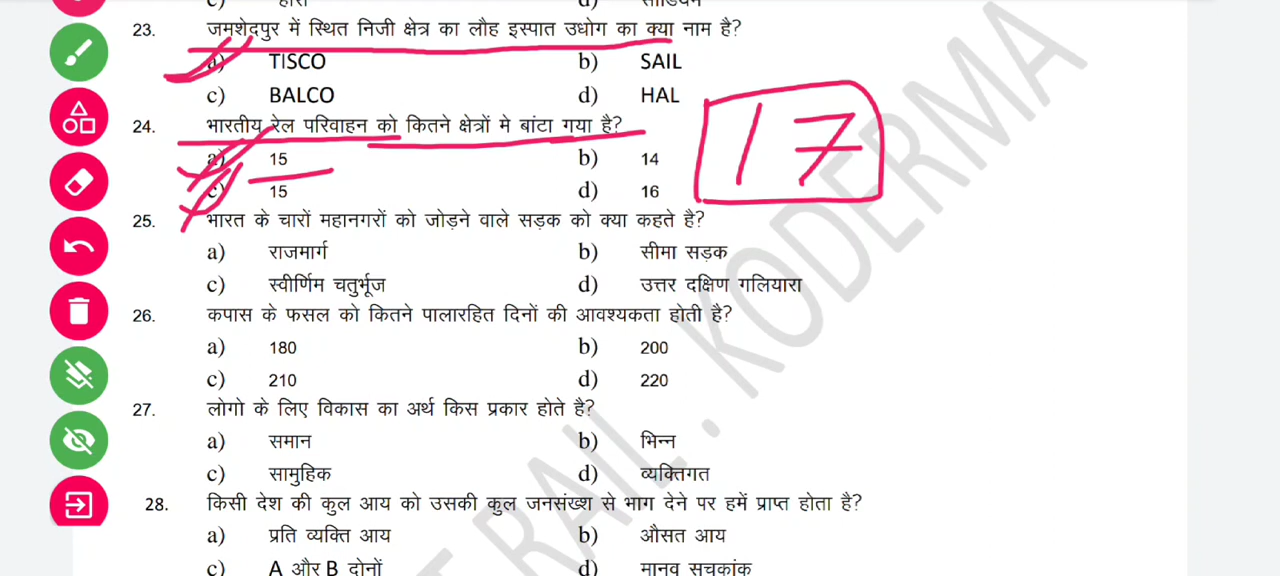 c) हीरा d) सोडियम
23. जमशेदपुर में स्थित निजी क्षेत्र का लौह इस्पात उधोग का क्या नाम है?
a) TISCO b) SAIL
c) BALCO d) HAL
24. भारतीय रेल परिवाहन को कितने क्षेत्रों मे बांटा गया है?
a) 15 b) 14
c) 15 d) 16
17
25. भारत के चारों महानगरों को जोड़ने वाले सड़क को क्या कहते है?
a) राजमार्ग b) सीमा सड़क
c) स्वीर्णिम चतुर्भूज d) उत्तर दक्षिण गलियारा
26. कपास के फसल को कितने पालारहित दिनों की आवश्यकता होती है?
a) 180 b) 200
c) 210 d) 220
27. लोगो के लिए विकास का अर्थ किस प्रकार होते है?
a) समान b) भिन्न
c) सामुहिक d) व्यक्तिगत
28. किसी देश की कुल आय को उसकी कुल जनसंख्श से भाग देने पर हमें प्राप्त होता है?
a) प्रति व्यक्ति आय b) औसत आय
c) A और B दोनों d) मानव सूचकांक
RAIL . KODERMA